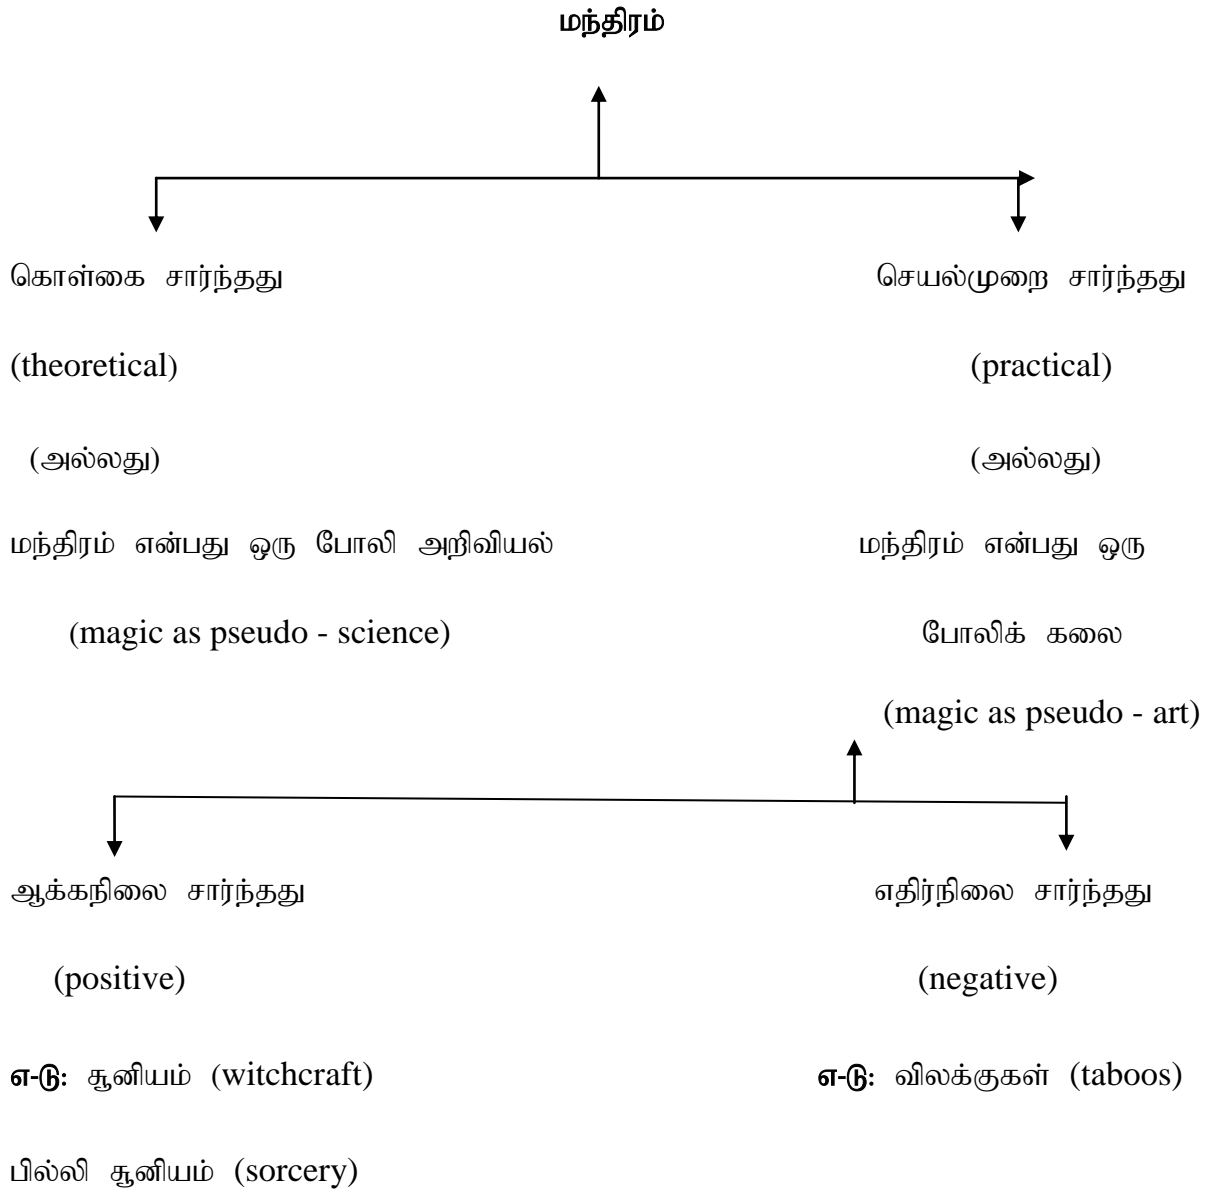 மந்திரம்
கொள்கை சார்ந்தது
செயல்முறை சார்ந்தது
(theoretical)
(practical)
(அல்லது)
(அல்லது)
மந்திரம் என்பது ஒரு போலி அறிவியல்
மந்திரம் என்பது ஒரு
(magic as pseudo - science)
போலிக் கலை
(magic as pseudo - art)
ஆக்கநிலை சார்ந்தது
எதிர்நிலை சார்ந்தது
(positive)
(negative)
எ-டு: சூனியம் (witchcraft)
எ-டு: விலக்குகள் (taboos)
பில்லி சூனியம் (sorcery)